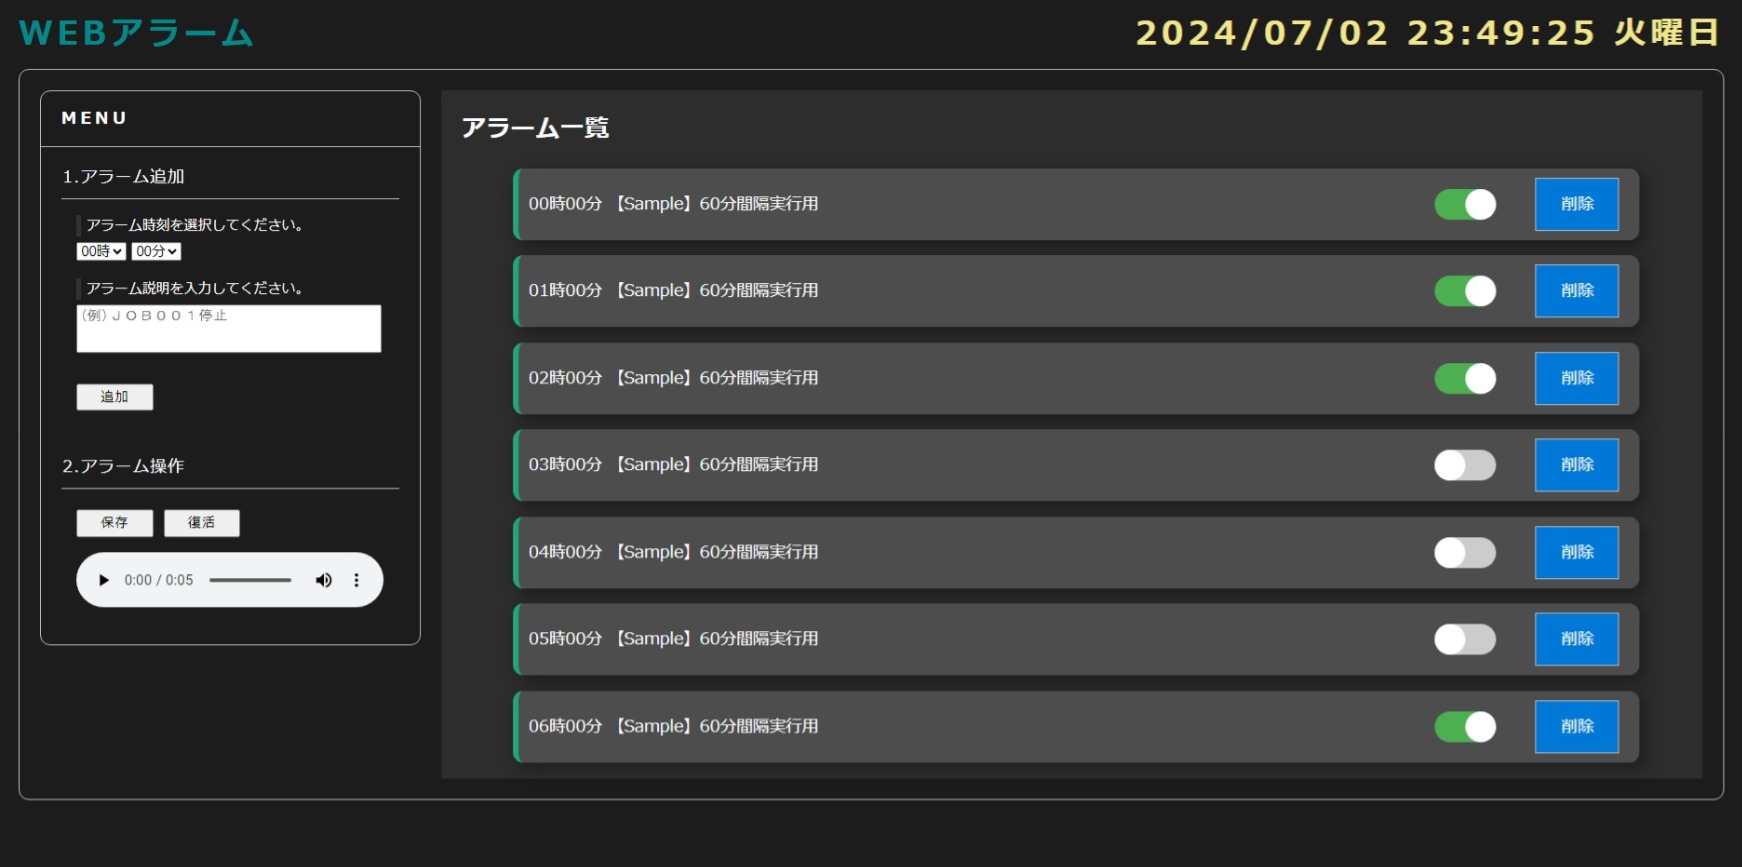 WEBアラーム
2024/07/02 23:49:25 火曜日
MENU
1.アラーム追加
アラーム時刻を選択してください。
00時 00分
アラーム説明を入力してください。
(例)ＪＯＢ００１停止
追加
2.アラーム操作
保存 復活
0:00 / 0:05
アラーム一覧
00時00分 【Sample】60分間隔実行用 削除
01時00分 【Sample】60分間隔実行用 削除
02時00分 【Sample】60分間隔実行用 削除
03時00分 【Sample】60分間隔実行用 削除
04時00分 【Sample】60分間隔実行用 削除
05時00分 【Sample】60分間隔実行用 削除
06時00分 【Sample】60分間隔実行用 削除